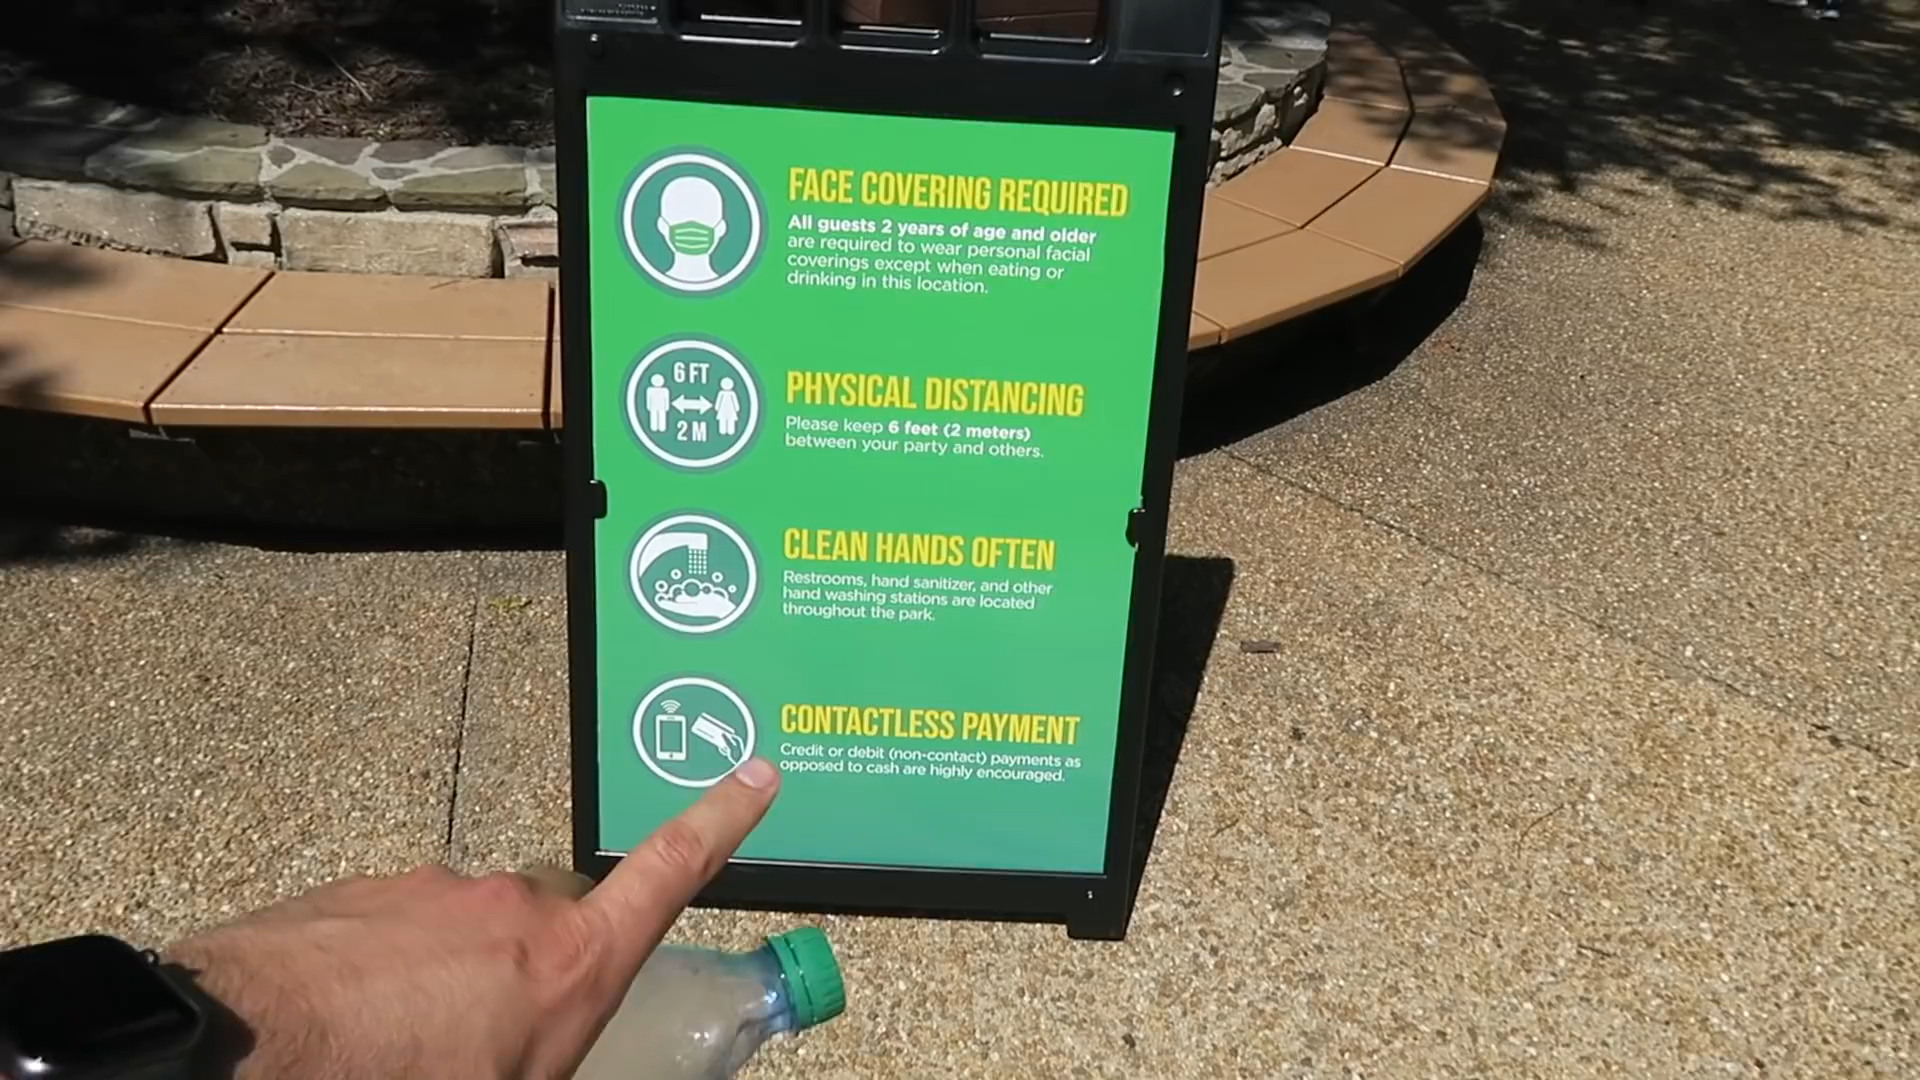 FACE COVERING REQUIRED
All guests 2 years of age and older
are required to wear personal facial
coverings except when eating or
drinking in this location.
6 FT
2 M
PHYSICAL DISTANCING
Please keep 6 feet (2 meters)
between your party and others.
CLEAN HANDS OFTEN
Restrooms, hand sanitizer, and other
hand washing stations are located
throughout the park.
CONTACTLESS PAYMENT
Credit or debit (non-contact) payments as
opposed to cash are highly encouraged.